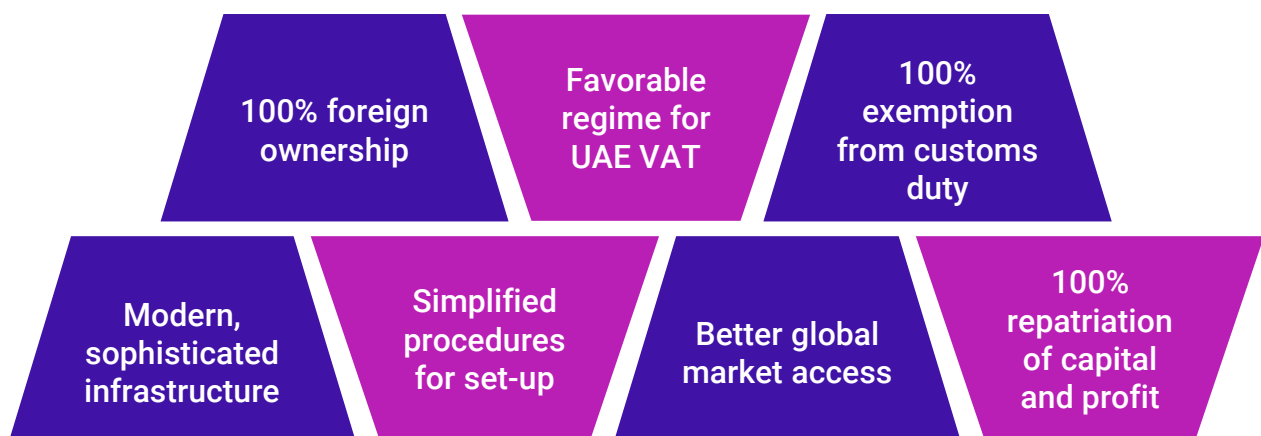 100% foreign
ownership
Favorable
regime for
UAE VAT
100%
exemption
from customs
duty
Modern,
sophisticated
infrastructure
Simplified
procedures
for set-up
Better global
market access
100%
repatriation
of capital
and profit